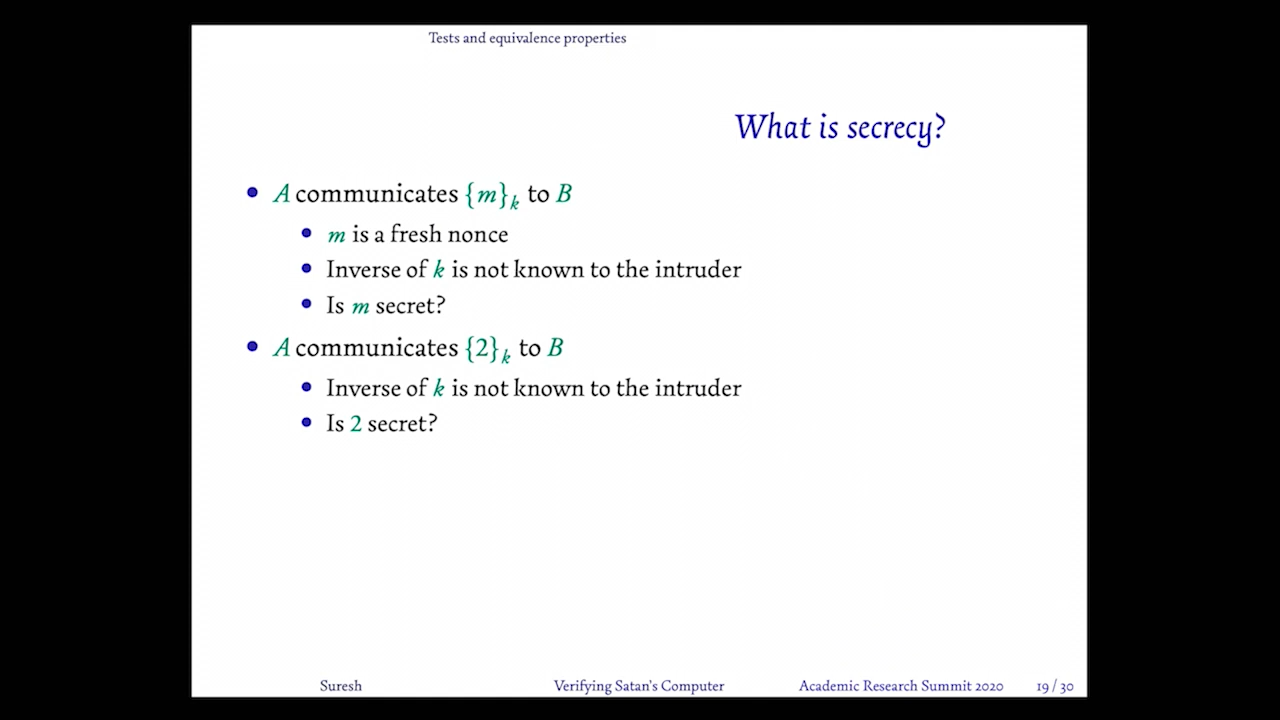 Tests and equivalence properties
What is secrecy?
• A communicates {m}ₖ to B
• m is a fresh nonce
• Inverse of k is not known to the intruder
• Is m secret?
• A communicates {2}ₖ to B
• Inverse of k is not known to the intruder
• Is 2 secret?
Suresh Verifying Satan's Computer Academic Research Summit 2020 19 / 30